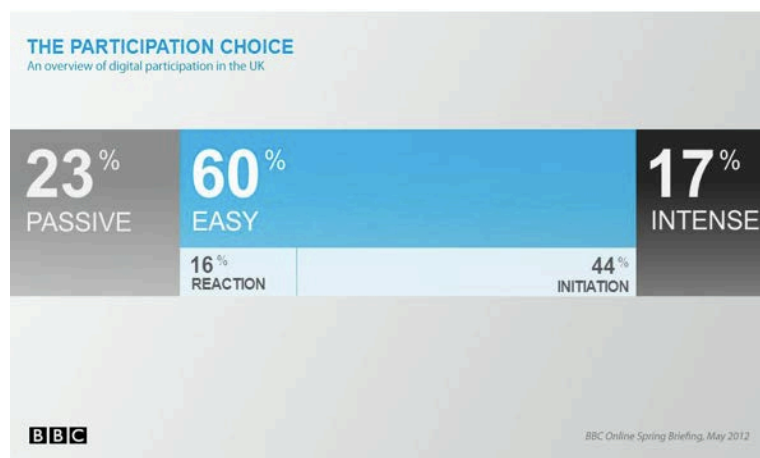 THE PARTICIPATION CHOICE
An overview of digital participation in the UK
23%
PASSIVE
60%
EASY
17%
INTENSE
16%
REACTION
44%
INITIATION
BBC
BBC Online Spring Briefing, May 2012